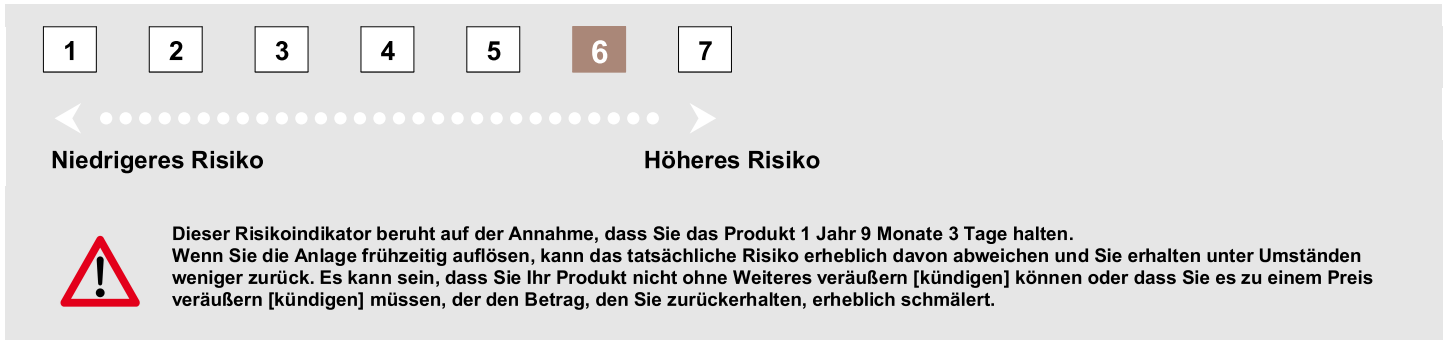 1 2 3 4 5 6 7
Niedrigeres Risiko Höheres Risiko
Dieser Risikoindikator beruht auf der Annahme, dass Sie das Produkt 1 Jahr 9 Monate 3 Tage halten.
Wenn Sie die Anlage frühzeitig auflösen, kann das tatsächliche Risiko erheblich davon abweichen und Sie erhalten unter Umständen
weniger zurück. Es kann sein, dass Sie Ihr Produkt nicht ohne Weiteres veräußern [kündigen] können oder dass Sie es zu einem Preis
veräußern [kündigen] müssen, der den Betrag, den Sie zurückerhalten, erheblich schmälert.